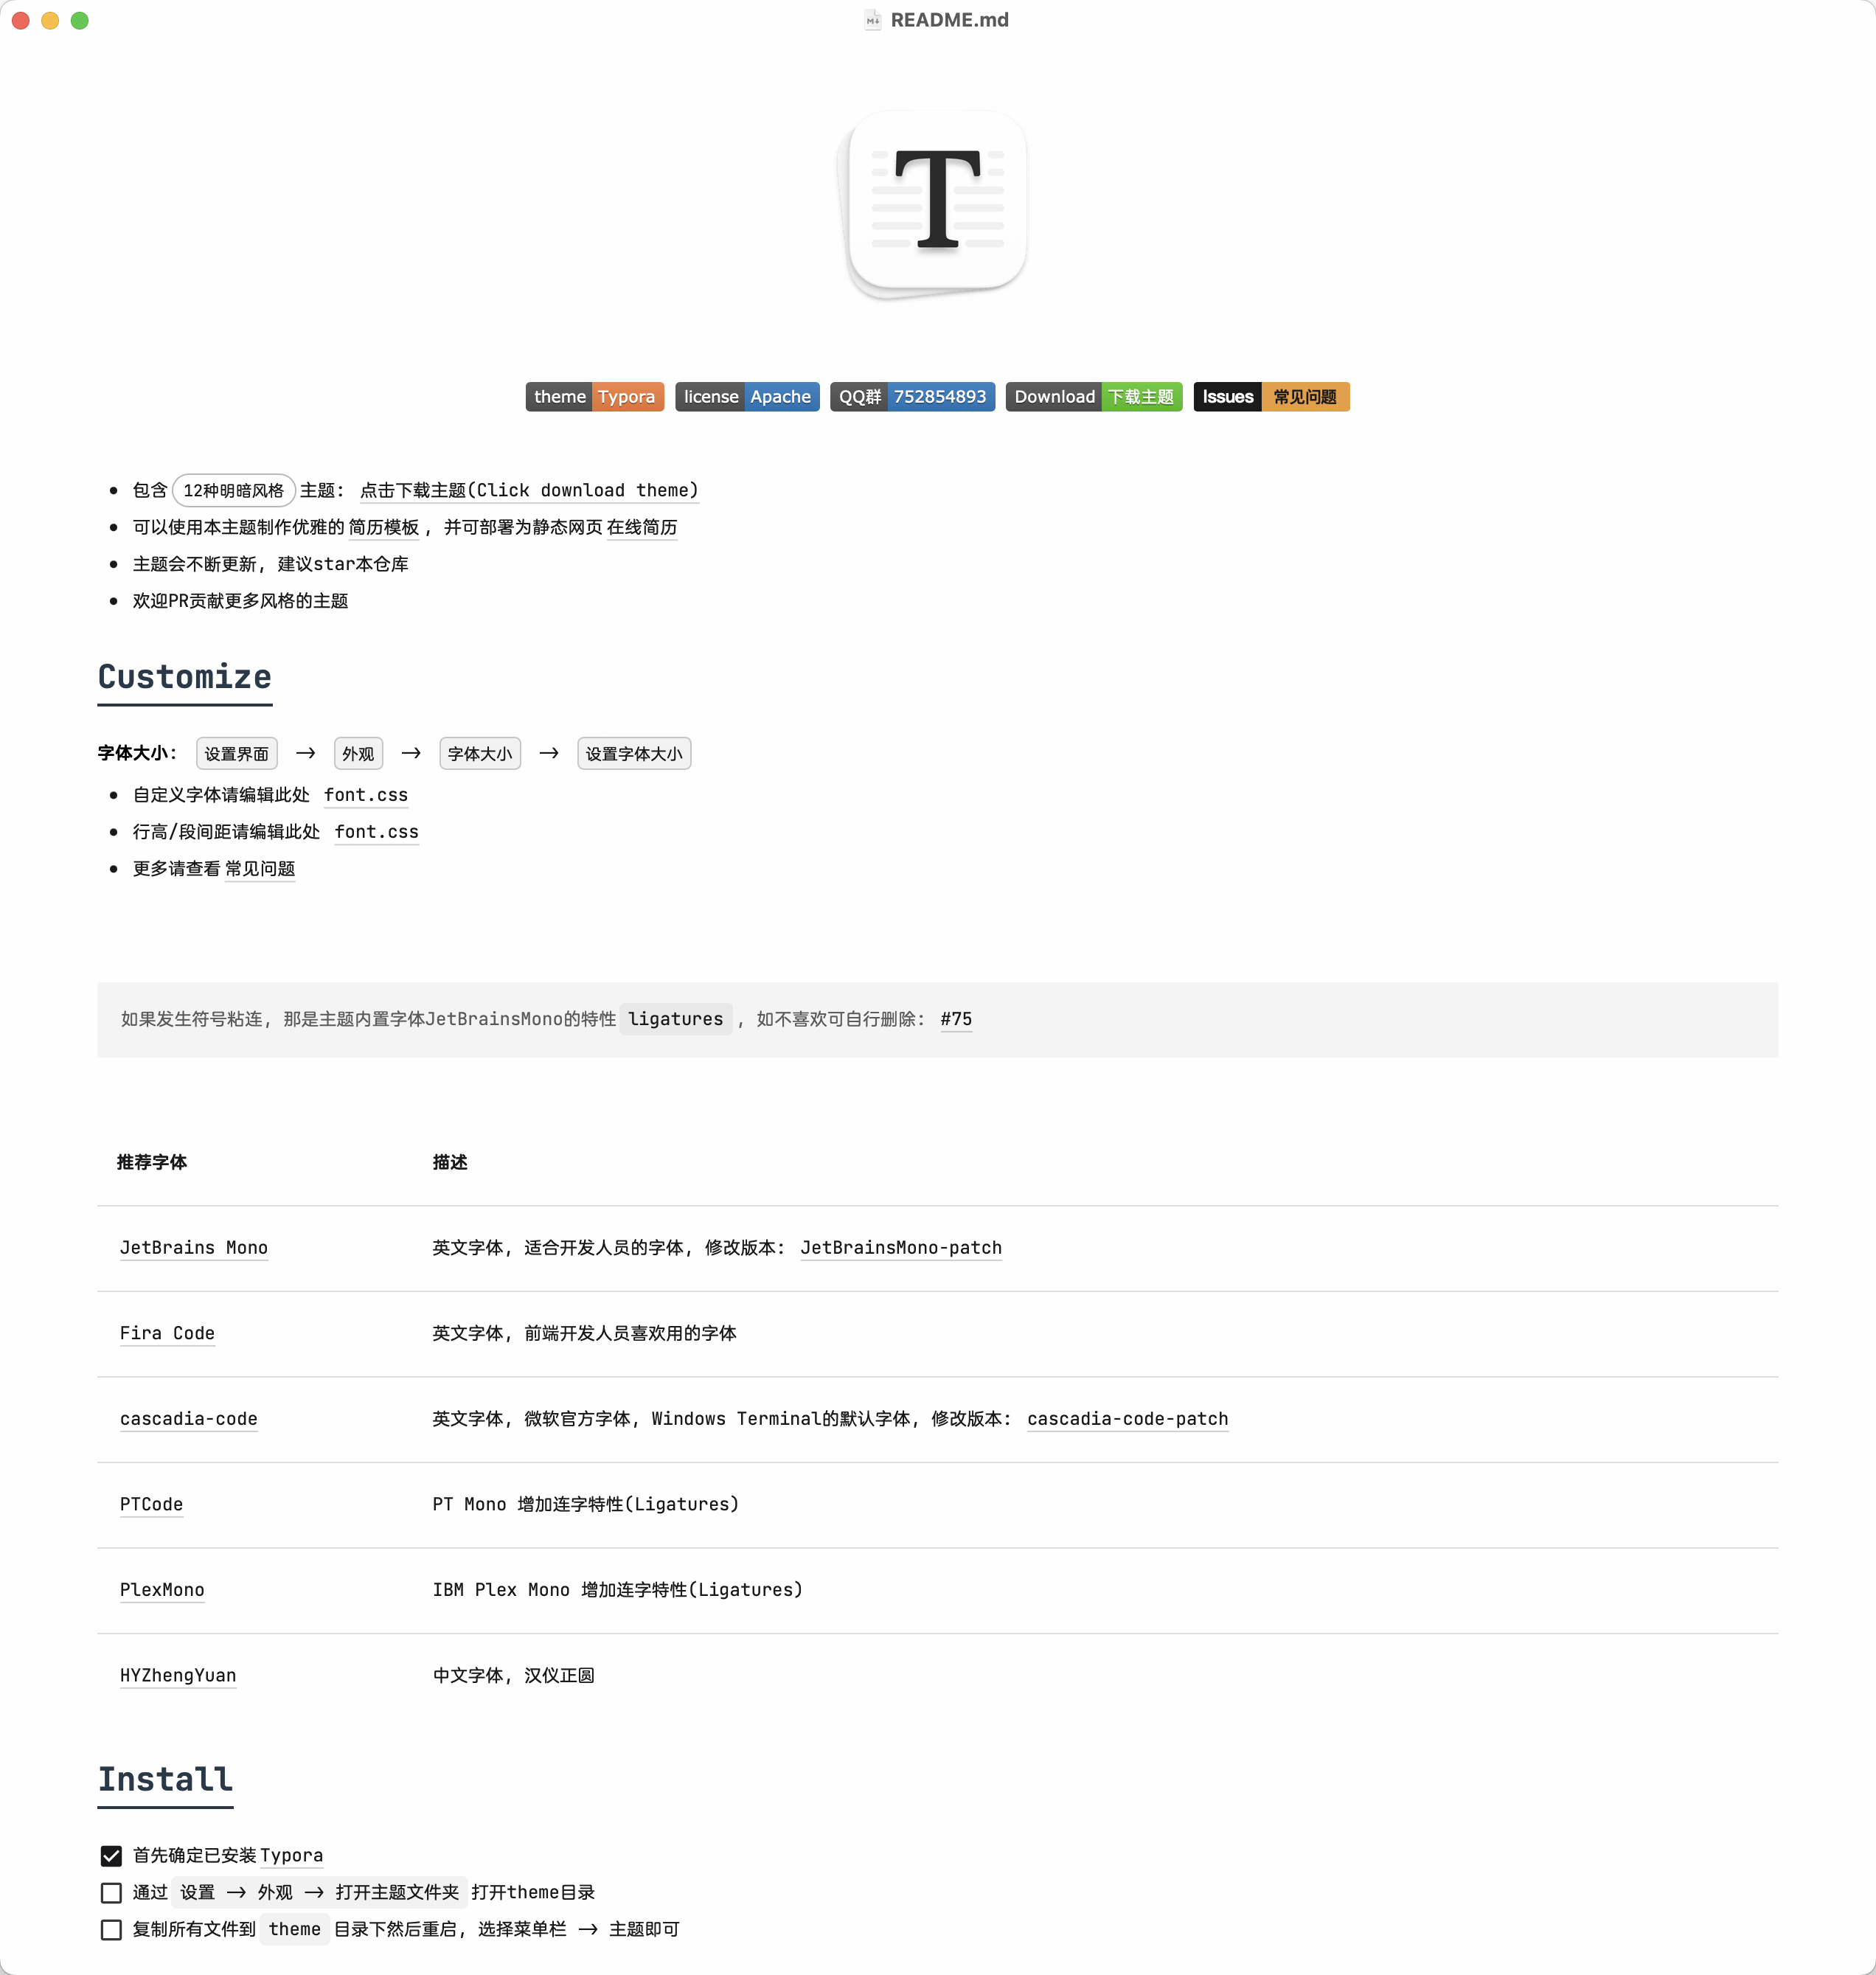 README.md
T
theme Typora license Apache QQ群 752854893 Download 下载主题 Issues 常见问题
包含 12种明暗风格 主题： 点击下载主题(Click download theme)
可以使用本主题制作优雅的 简历模板 ，并可部署为静态网页 在线简历
主题会不断更新，建议star本仓库
欢迎PR贡献更多风格的主题
Customize
字体大小： 设置界面 → 外观 → 字体大小 → 设置字体大小
自定义字体请编辑此处 font.css
行高/段间距请编辑此处 font.css
更多请查看 常见问题
如果发生符号粘连，那是主题内置字体JetBrainsMono的特性 ligatures ，如不喜欢可自行删除： #75
推荐字体 描述
JetBrains Mono 英文字体，适合开发人员的字体，修改版本： JetBrainsMono-patch
Fira Code 英文字体，前端开发人员喜欢用的字体
cascadia-code 英文字体，微软官方字体，Windows Terminal的默认字体，修改版本： cascadia-code-patch
PTCode PT Mono 增加连字特性(Ligatures)
PlexMono IBM Plex Mono 增加连字特性(Ligatures)
HYZhengYuan 中文字体，汉仪正圆
Install
首先确定已安装 Typora
通过 设置 → 外观 → 打开主题文件夹 打开theme目录
复制所有文件到 theme 目录下然后重启，选择菜单栏 → 主题即可